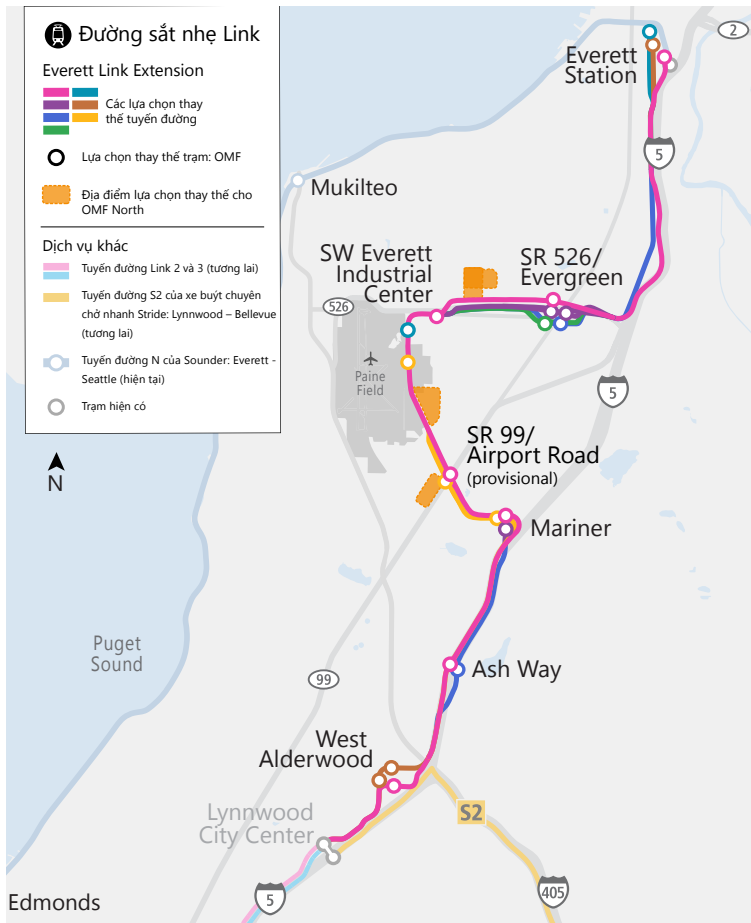 Đường sắt nhẹ Link
Everett Link Extension
Các lựa chọn thay
thế tuyến đường
Lựa chọn thay thế trạm: OMF
Địa điểm lựa chọn thay thế cho
OMF North
Dịch vụ khác
Tuyến đường Link 2 và 3 (tương lai)
Tuyến đường S2 của xe buýt chuyên
chở nhanh Stride: Lynnwood – Bellevue
(tương lai)
Tuyến đường N của Sounder: Everett -
Seattle (hiện tại)
Trạm hiện có
N
2
Everett
Station
5
Mukilteo
SW Everett
Industrial
Center
SR 526/
Evergreen
526
Paine
Field
5
SR 99/
Airport Road
(provisional)
Mariner
Puget
Sound
99
Ash Way
West
Alderwood
Lynnwood
City Center
S2
Edmonds
5
405